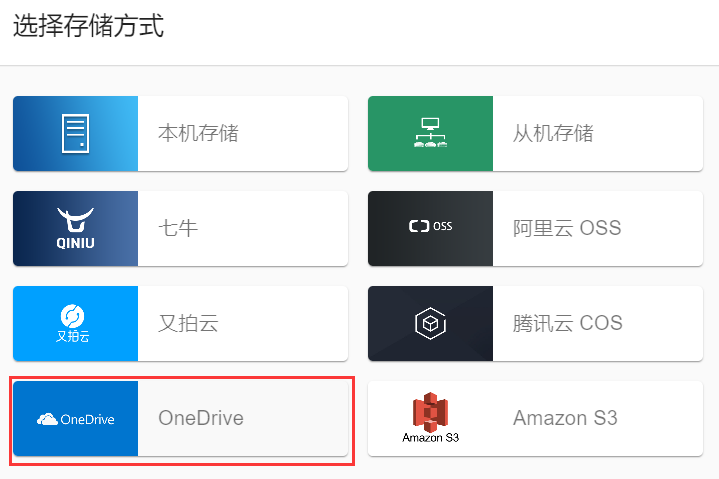 选择存储方式
本机存储
从机存储
QINIU
七牛
OSS
阿里云 OSS
又拍云
又拍云
腾讯云 COS
OneDrive
OneDrive
Amazon S3
Amazon S3